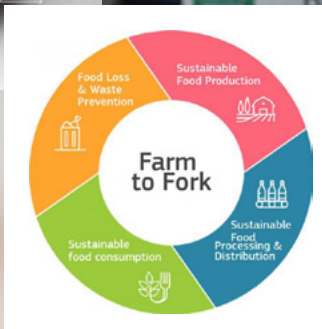 Food Loss
& Waste
Prevention
Sustainable
Food Production
Farm
to Fork
Sustainable
Food
Processing &
Distribution
Sustainable
food consumption